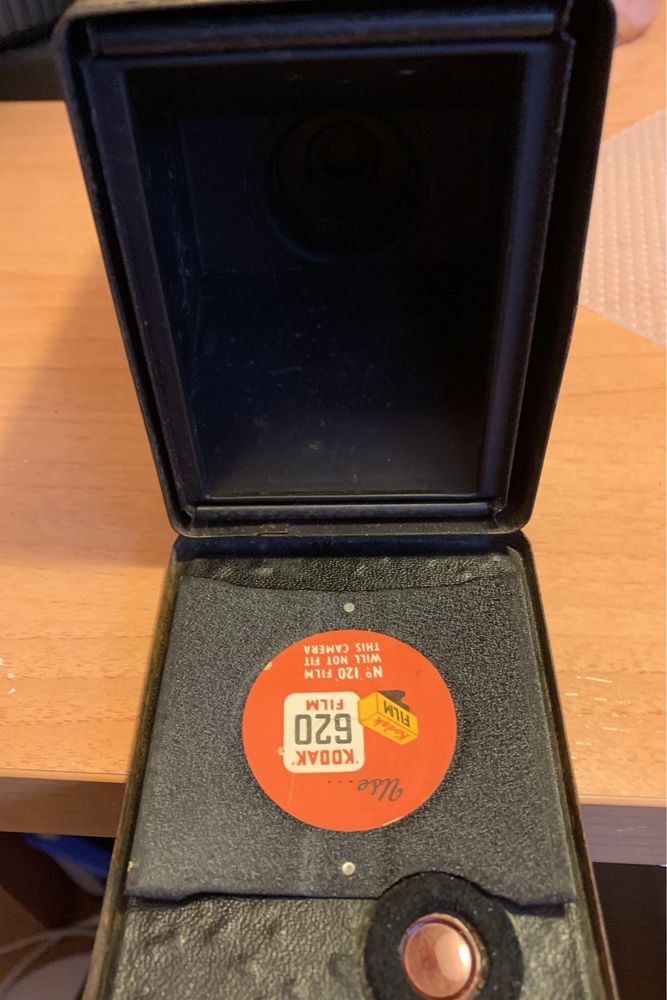 Use...
'KODAK'
620
FILM
Kodak
FILM
Nº '120' FILM
WILL NOT FIT
THIS CAMERA